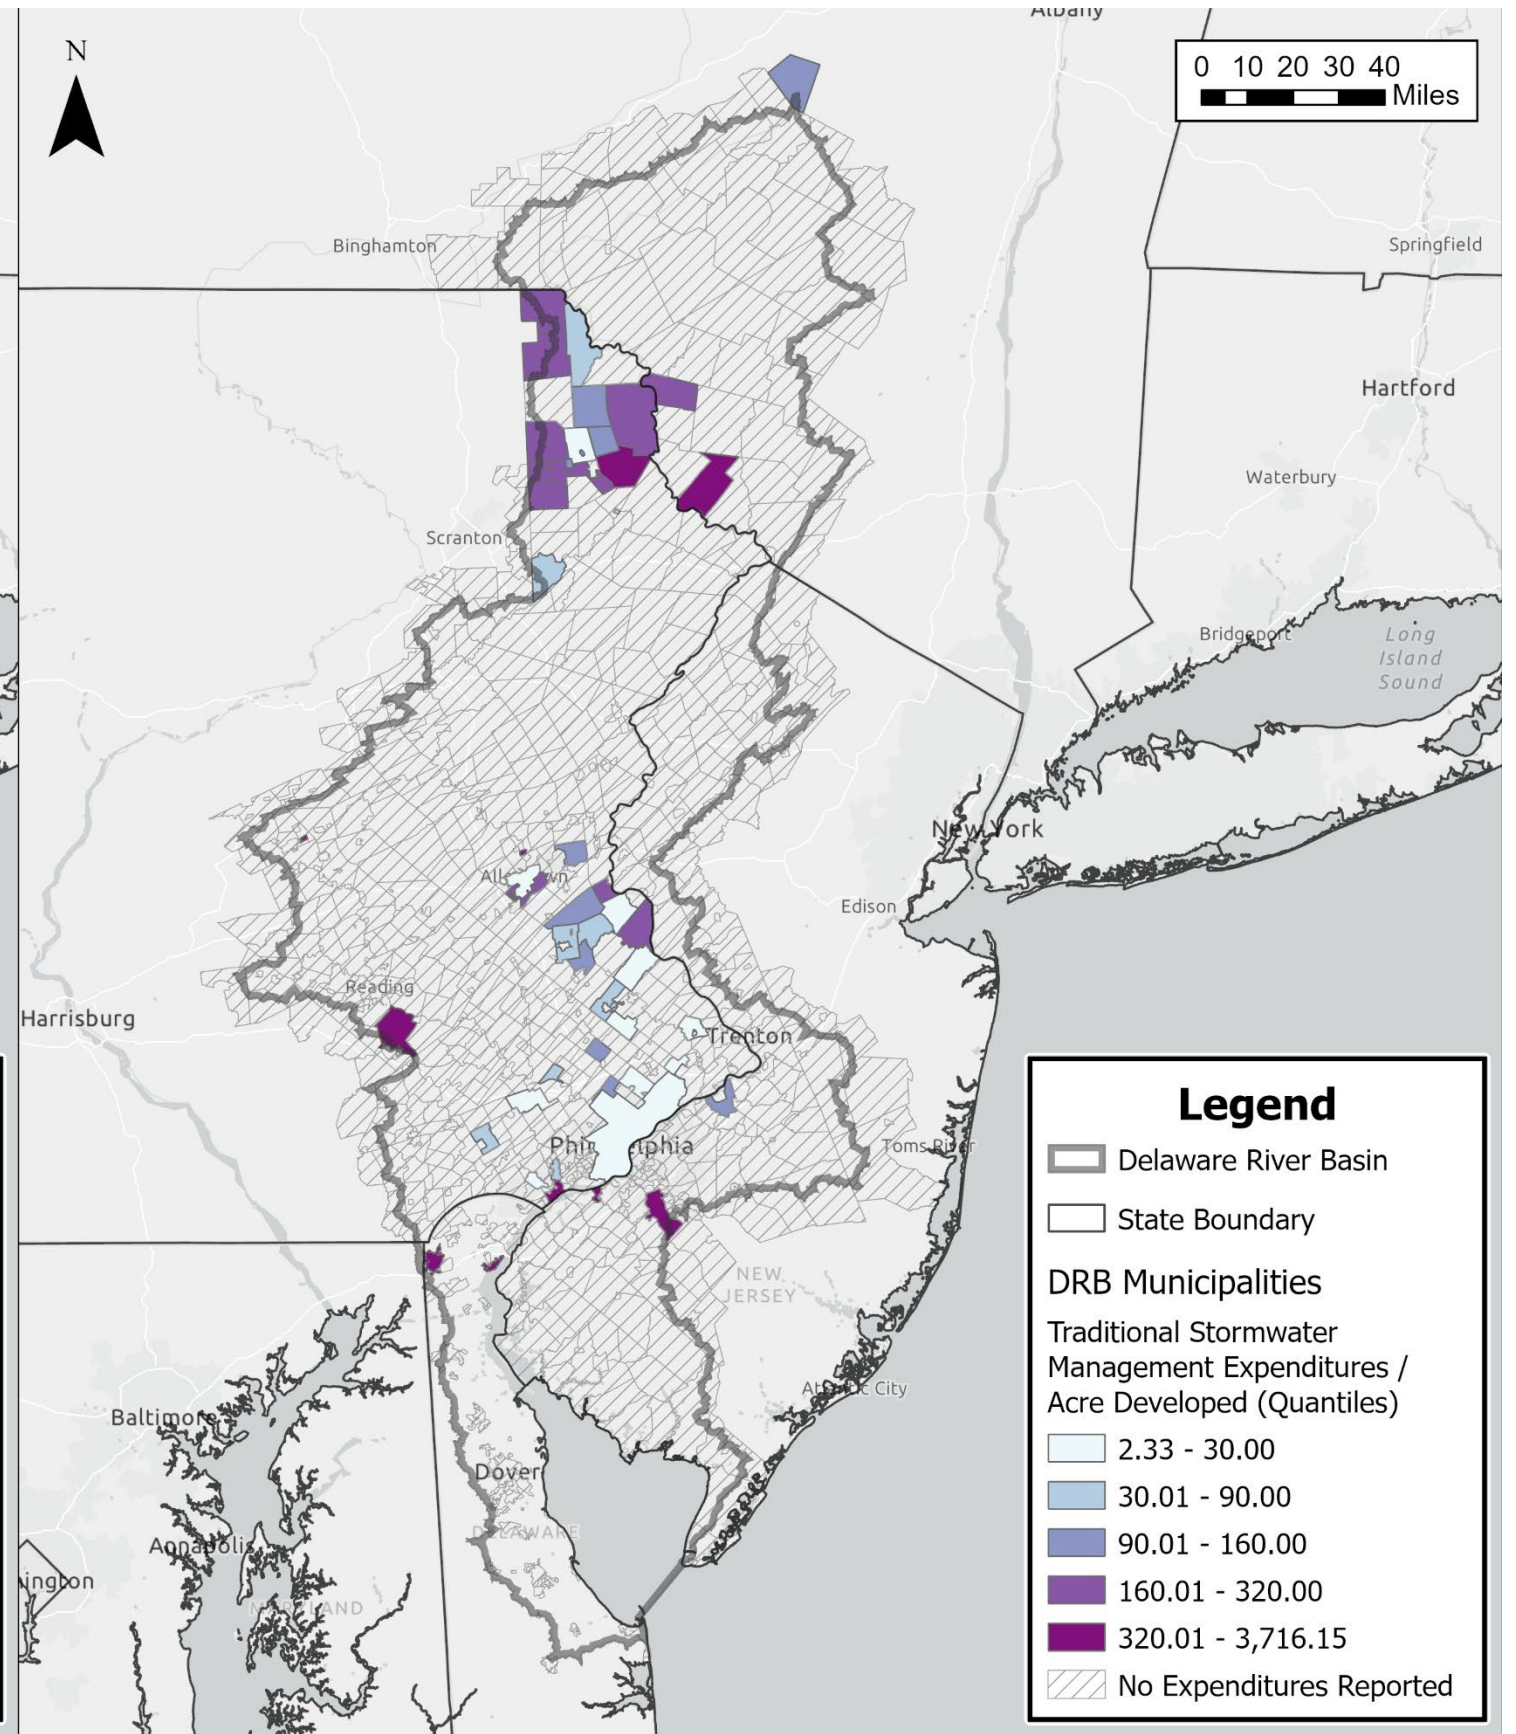 Albany
N
0 10 20 30 40
Miles
Binghamton
Springfield
Hartford
Waterbury
Scranton
Bridgeport
Long
Island
Sound
New York
Edison
Reading
Harrisburg
Trenton
Toms River
NEW
JERSEY
Atlantic City
Baltimore
Dover
DELAWARE
Annapolis
MARYLAND
Legend
Delaware River Basin
State Boundary
DRB Municipalities
Traditional Stormwater
Management Expenditures /
Acre Developed (Quantiles)
2.33 - 30.00
30.01 - 90.00
90.01 - 160.00
160.01 - 320.00
320.01 - 3,716.15
No Expenditures Reported